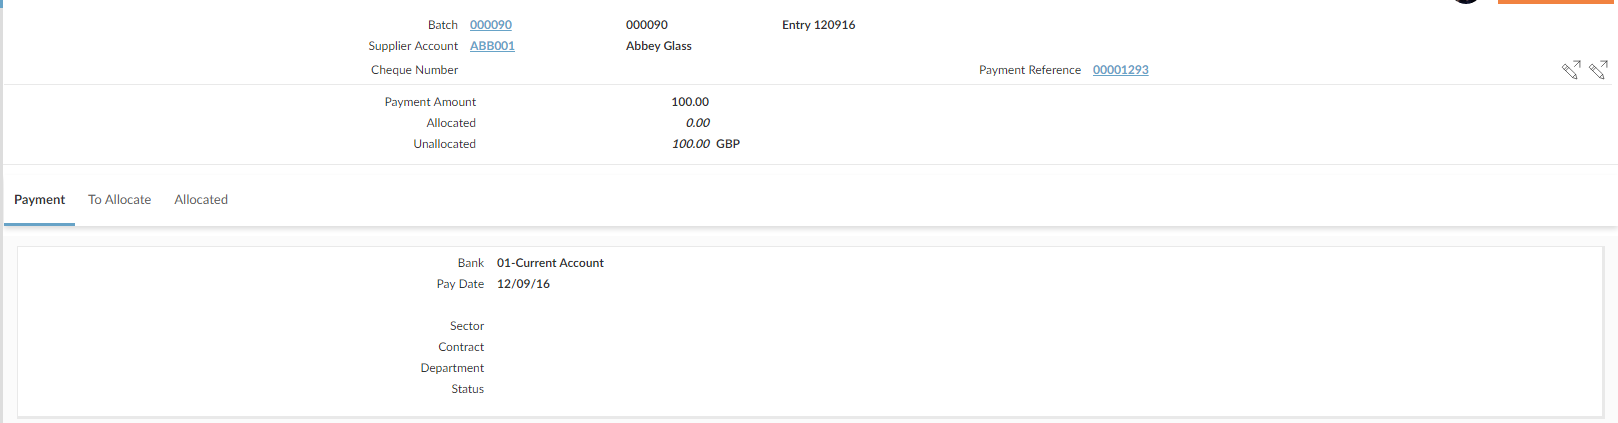 Batch 000090 000090 Entry 120916
Supplier Account ABB001 Abbey Glass
Cheque Number Payment Reference 00001293
Payment Amount 100.00
Allocated 0.00
Unallocated 100.00 GBP
Payment To Allocate Allocated
Bank 01-Current Account
Pay Date 12/09/16
Sector
Contract
Department
Status